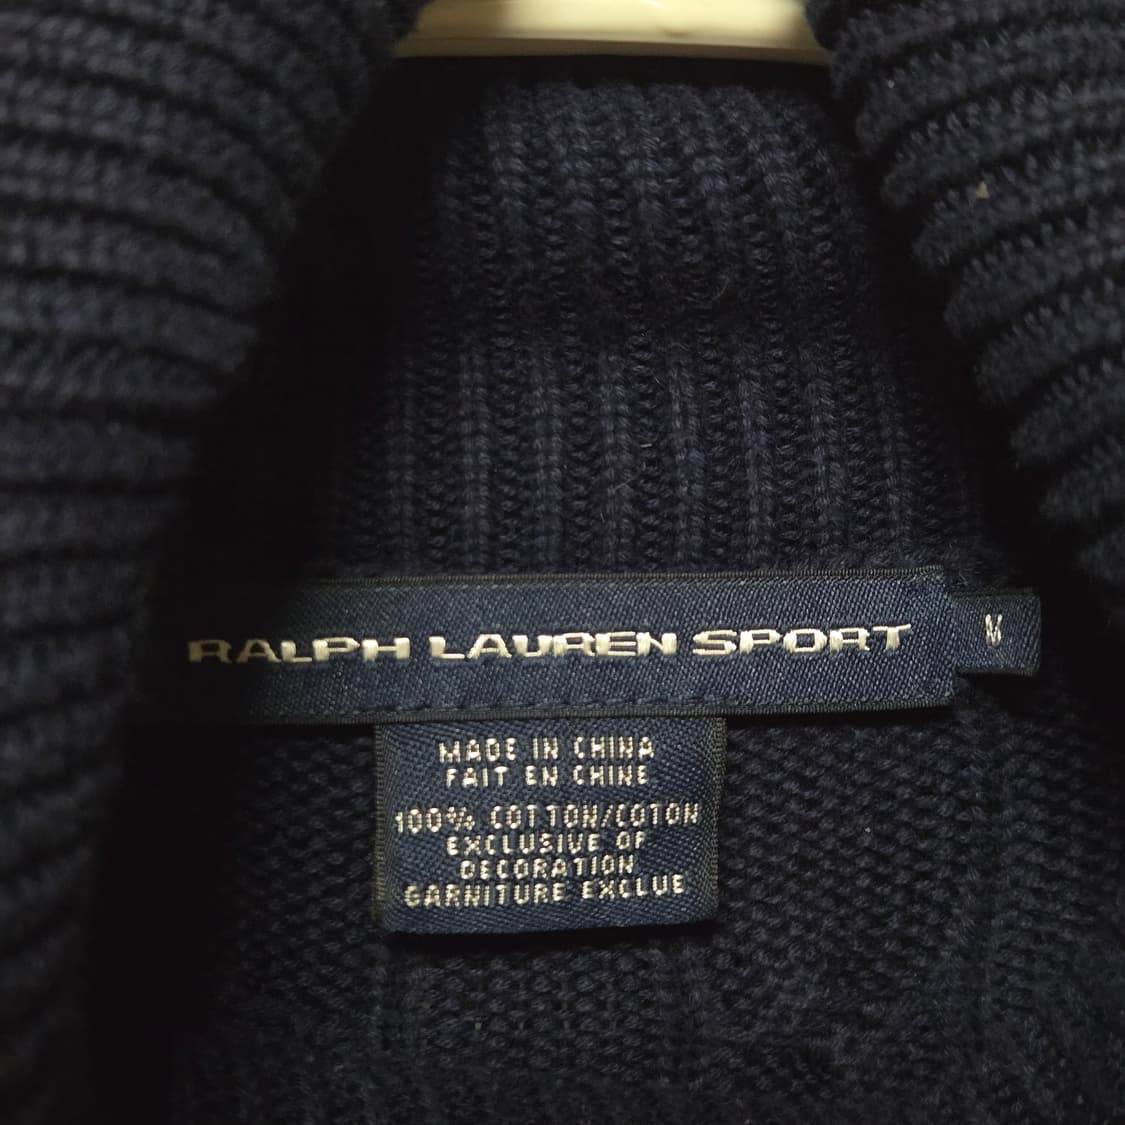 RALPH LAUREN SPORT
M
MADE IN CHINA
FAIT EN CHINE
100% COTTON/COTON
EXCLUSIVE OF
DECORATION
GARNITURE EXCLUE